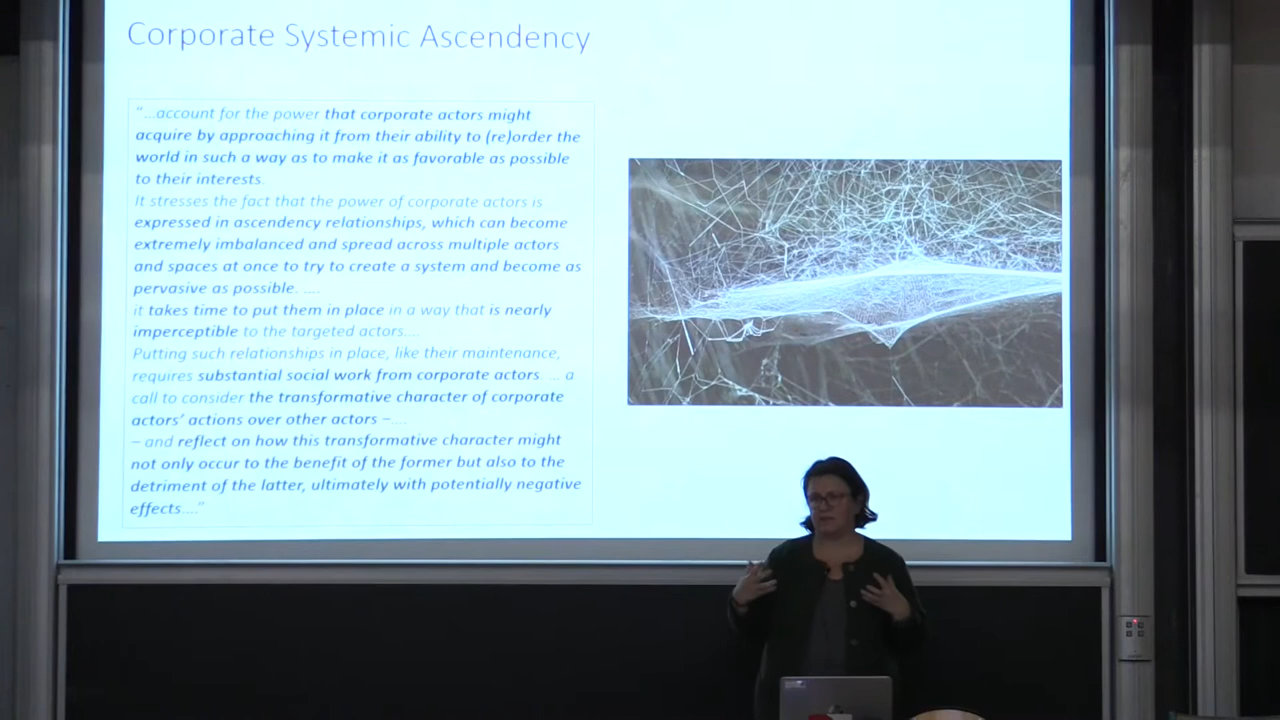 Corporate Systemic Ascendency
“...account for the power that corporate actors might
acquire by approaching it from their ability to (re)order the
world in such a way as to make it as favorable as possible
to their interests.
It stresses the fact that the power of corporate actors is
expressed in ascendency relationships, which can become
extremely imbalanced and spread across multiple actors
and spaces at once to try to create a system and become as
pervasive as possible. ....
it takes time to put them in place in a way that is nearly
imperceptible to the targeted actors....
Putting such relationships in place, like their maintenance,
requires substantial social work from corporate actors ... a
call to consider the transformative character of corporate
actors’ actions over other actors –....
– and reflect on how this transformative character might
not only occur to the benefit of the former but also to the
detriment of the latter, ultimately with potentially negative
effects....”